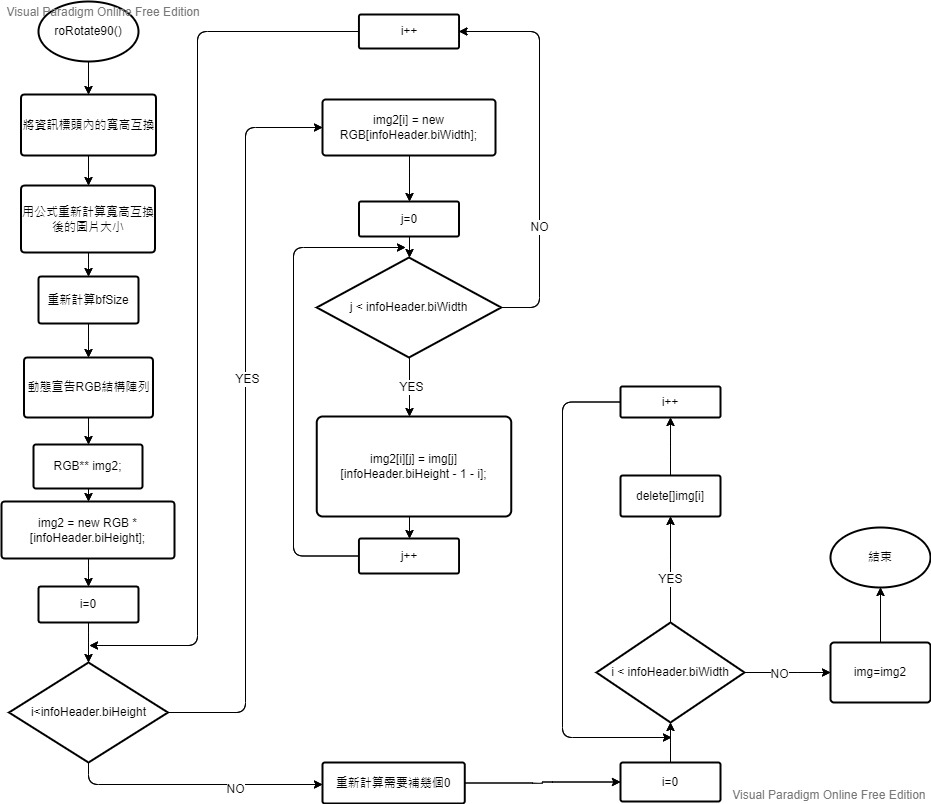 Visual Paradigm Online Free Edition
roRotate90()
將資訊標頭內的寬高互換
用公式重新計算寬高互換
後的圖片大小
重新計算bfSize
動態宣告RGB結構陣列
RGB** img2;
img2 = new RGB *
[infoHeader.biHeight];
i=0
i<infoHeader.biHeight
YES
NO
i++
img2[i] = new
RGB[infoHeader.biWidth];
j=0
j < infoHeader.biWidth
NO
YES
img2[i][j] = img[j]
[infoHeader.biHeight - 1 - i];
j++
重新計算需要補幾個0
i=0
i < infoHeader.biWidth
YES
delete[]img[i]
i++
NO
img=img2
結束
Visual Paradigm Online Free Edition